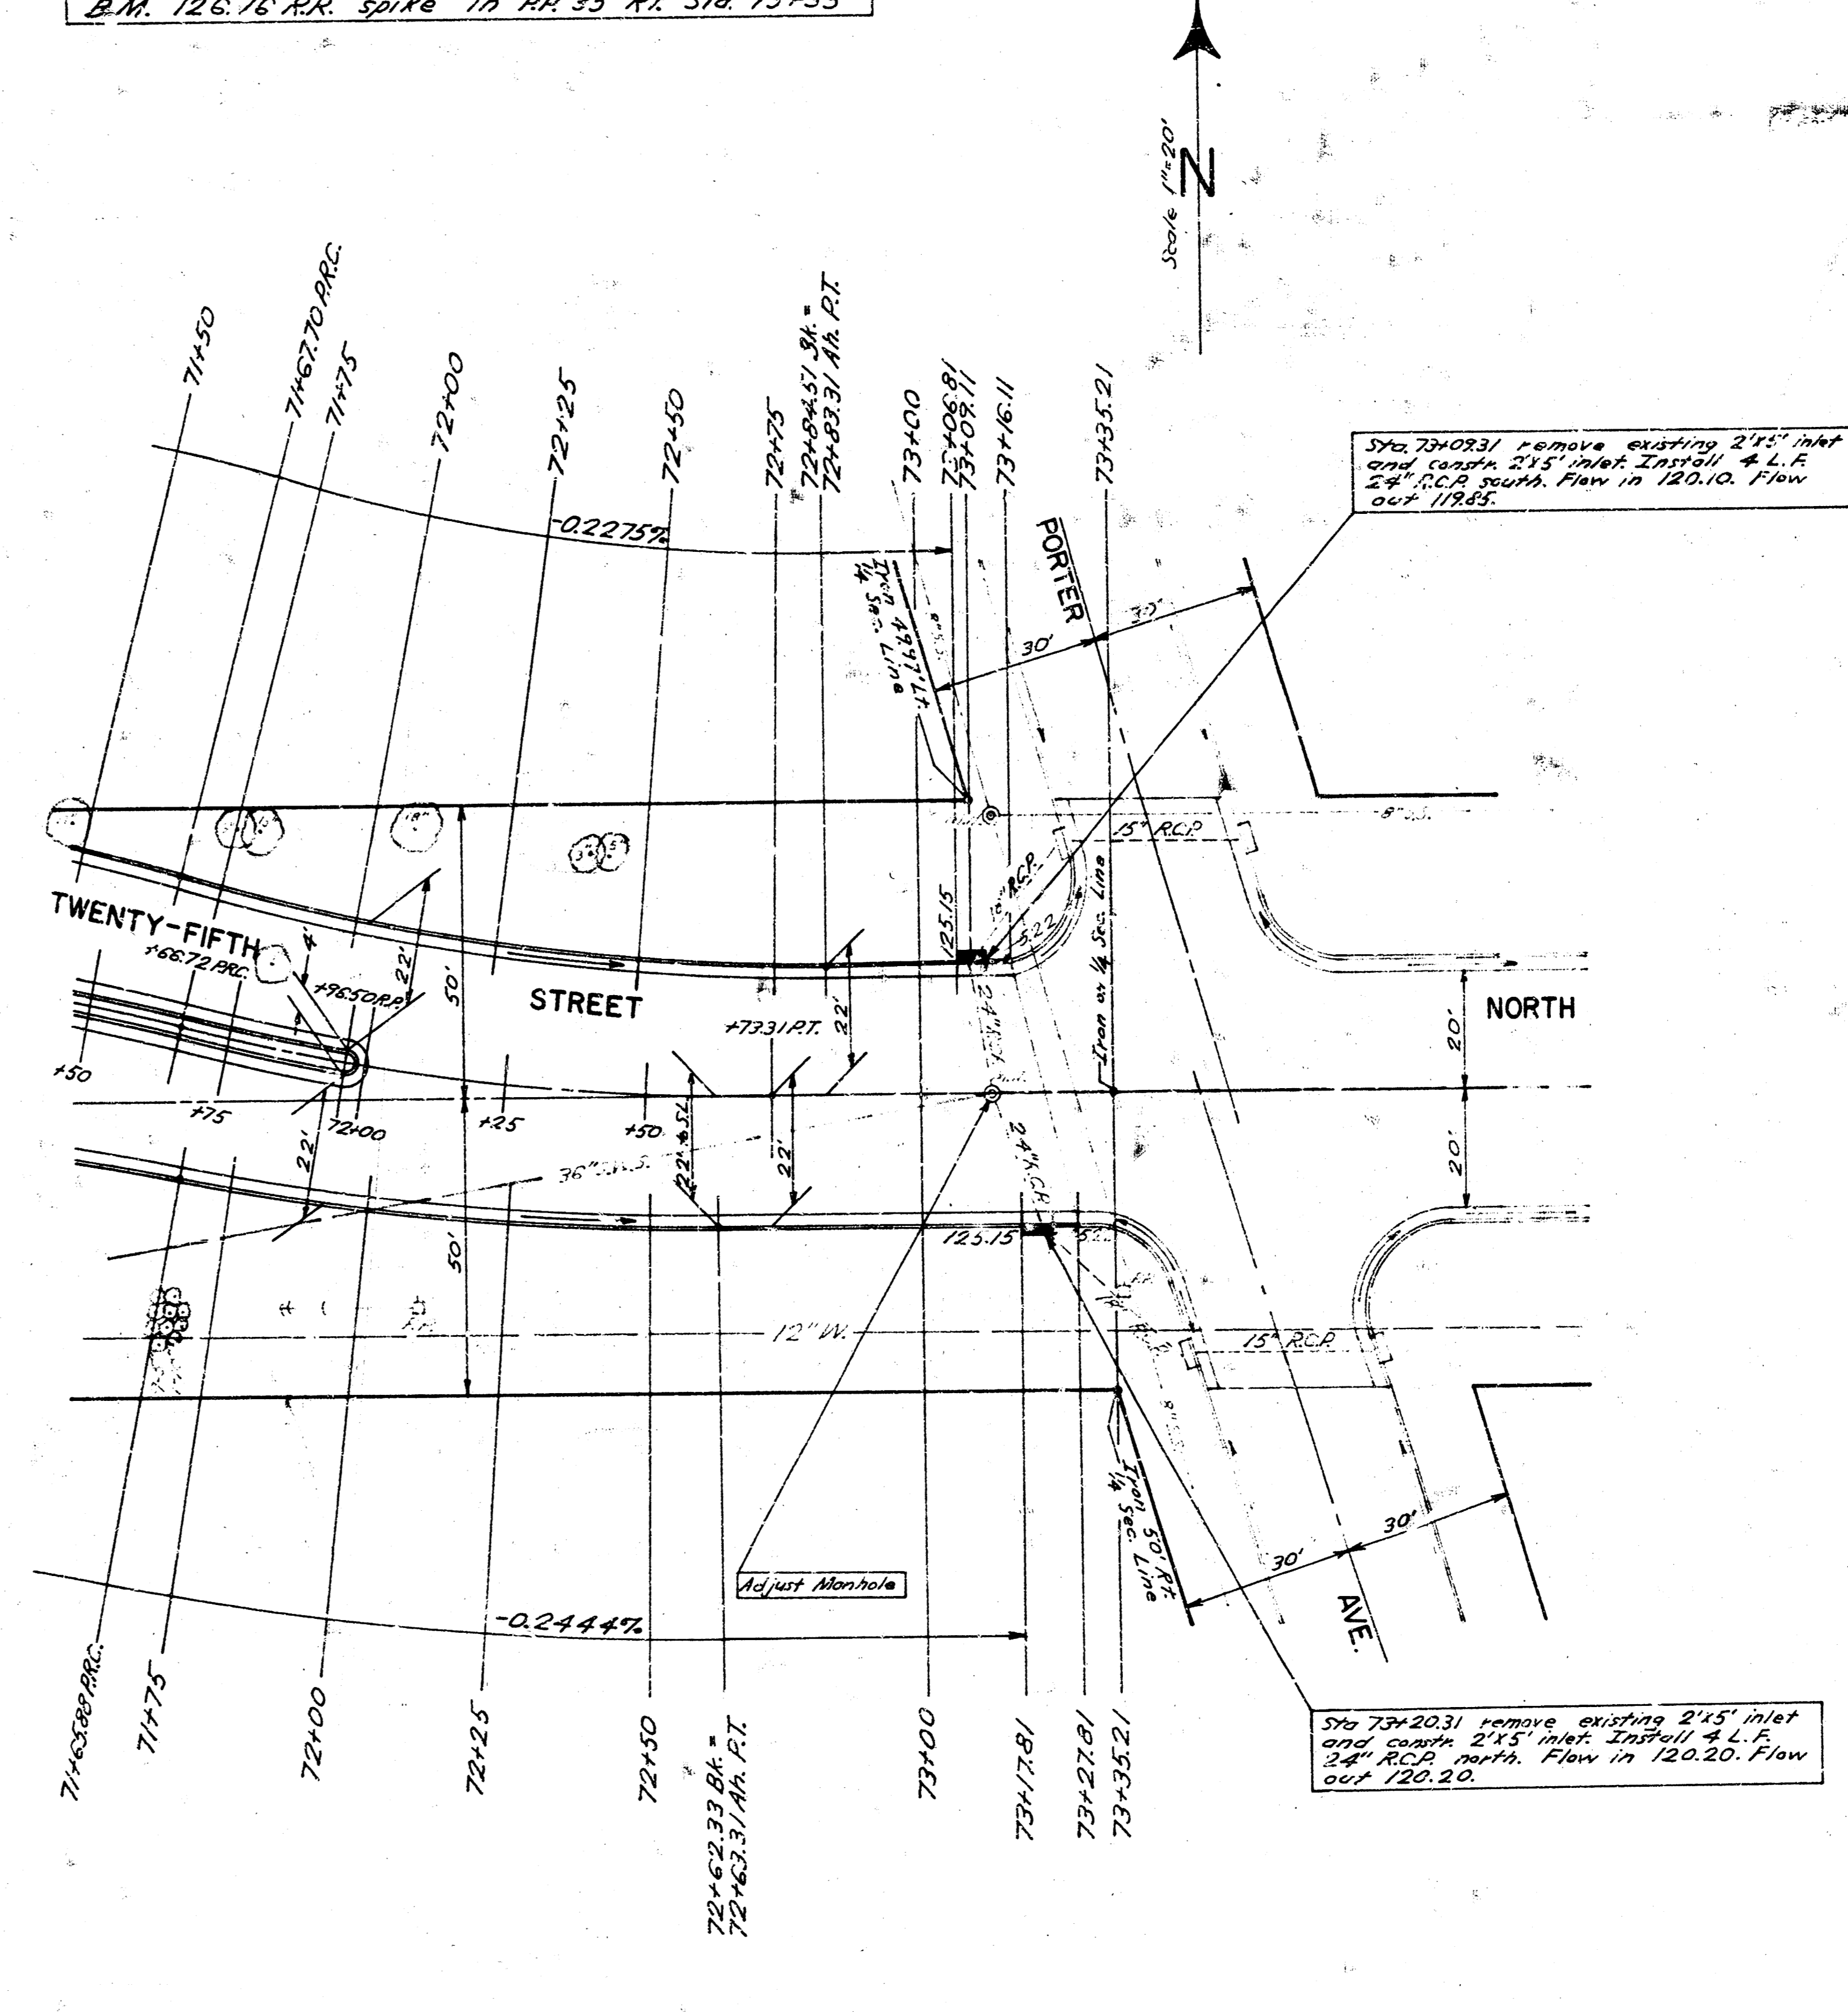 B.M. 126.16 R.R. spike in P.P. 33' Rt. Sta. 73+35
Scale 1"=20'
N
71+50
71+67.70 P.R.C.
71+75
72+00
72+25
72+50
72+75
72+84.51 Bk. =
72+83.31 Ah. P.T.
73+00
73+06.81
73+09.11
73+16.11
73+35.21
-0.2275%
Sta. 73+09.31 remove existing 2'x5' inlet
and constr. 2'x5' inlet. Install 4 L.F.
24" R.C.P. south. Flow in 120.10. Flow
out 119.85.
PORTER
30'
30'
Iron 49.97' Lt.
1/4 Sec. Line
8" S.S.
8" S.S.
15" R.C.P.
18"
3"
5"
R.C.P.
125.15
5.22
Iron on 1/4 Sec. Line
TWENTY-FIFTH
+66.72 P.R.C.
4'
22'
50'
+96.50 R.P.
STREET
+73.31 P.T.
22'
24" R.C.P.
NORTH
20'
+50
+75
72+00
+25
+50
22'
36"
22'
24" R.C.P.
20'
125.15
50'
12" W.
15" R.C.P.
8" S.S.
Iron 50' Rt.
1/4 Sec. Line
30'
30'
Adjust Manhole
AVE.
-0.2444%
71+65.88 P.R.C.
71+75
72+00
72+25
72+50
72+62.33 Bk. =
72+63.31 Ah. P.T.
73+00
73+17.81
73+27.81
73+35.21
Sta 73+20.31 remove existing 2'x5' inlet
and constr. 2'x5' inlet. Install 4 L.F.
24" R.C.P. north. Flow in 120.20. Flow
out 120.20.